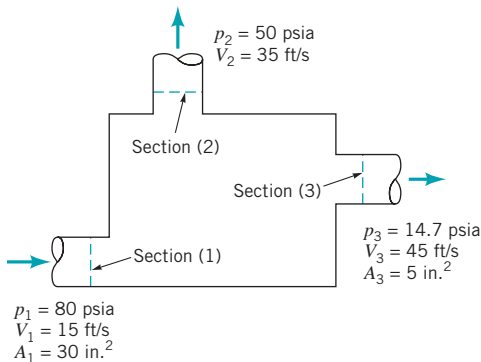 p₂ = 50 psia
V₂ = 35 ft/s
Section (2)
Section (3)
p₃ = 14.7 psia
V₃ = 45 ft/s
A₃ = 5 in.²
Section (1)
p₁ = 80 psia
V₁ = 15 ft/s
A₁ = 30 in.²